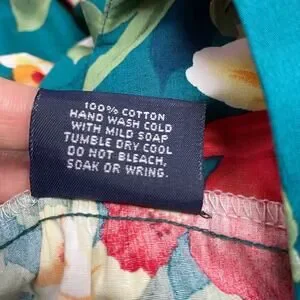 100% COTTON
HAND WASH COLD
WITH MILD SOAP
TUMBLE DRY COOL
DO NOT BLEACH,
SOAK OR WRING.